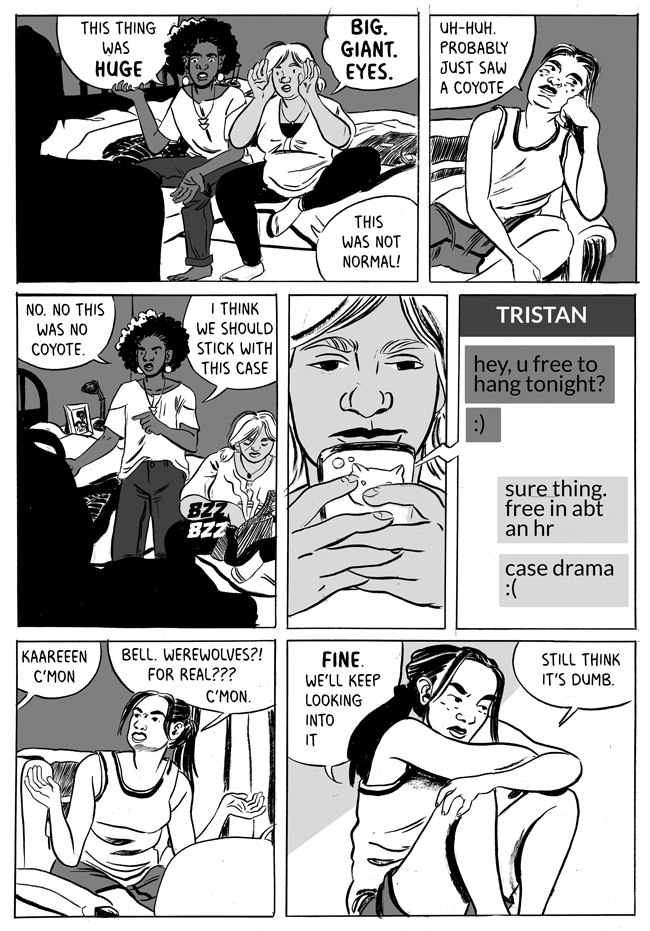 THIS THING
WAS
HUGE
BIG.
GIANT.
EYES.
THIS
WAS NOT
NORMAL!
UH-HUH.
PROBABLY
JUST SAW
A COYOTE
NO. NO THIS
WAS NO
COYOTE.
I THINK
WE SHOULD
STICK WITH
THIS CASE
BZZ
BZZ
TRISTAN
hey, u free to
hang tonight?
:)
sure thing.
free in abt
an hr
case drama
:(
KAAREEEN
C'MON
BELL. WEREWOLVES?!
FOR REAL???
C'MON.
FINE.
WE'LL KEEP
LOOKING
INTO
IT
STILL THINK
IT'S DUMB.